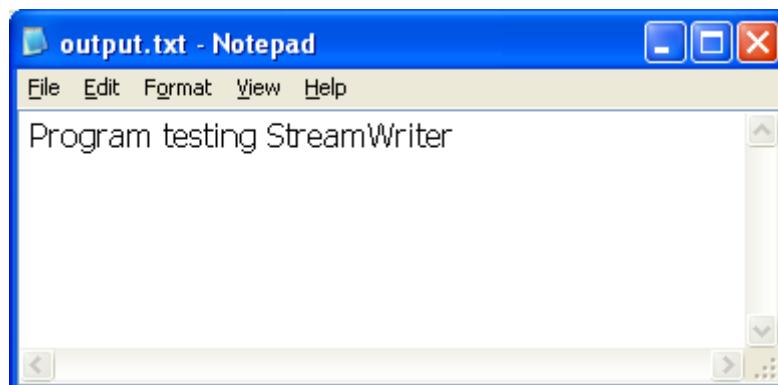 output.txt - Notepad
File Edit Format View Help
Program testing StreamWriter